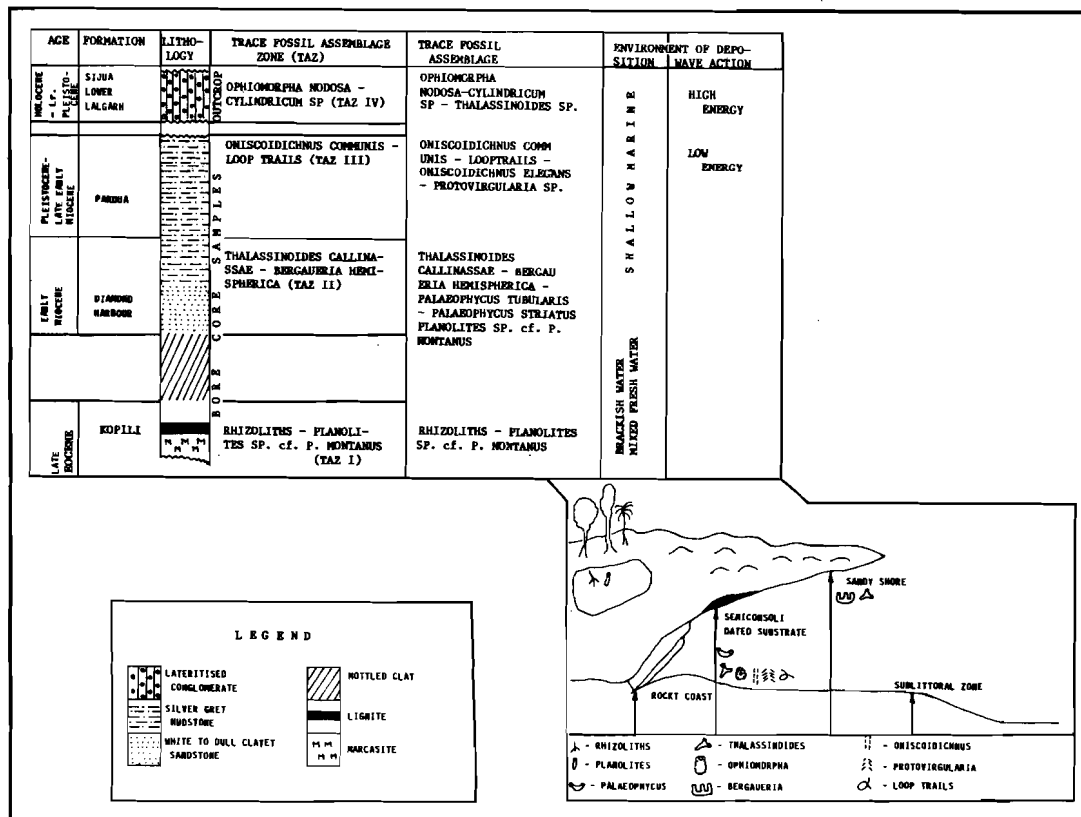 AGE
FORMATION
LITHO-
LOGY
TRACE FOSSIL ASSEMBLAGE
ZONE (TAZ)
TRACE FOSSIL
ASSEMBLAGE
ENVIRONMENT OF DEPO-
SITION
WAVE ACTION
HOLOCENE
- LT. PLEISTO-
CENE
SIJUA
LOWER
LALGARH
OUTCROP
OPHIOMORPHA NODOSA -
CYLINDRICUM SP (TAZ IV)
OPHIOMORPHA
NODOSA-CYLINDRICUM
SP - THALASSINOIDES SP.
HIGH
ENERGY
PLEISTOCENE-
LATE EARLY
MIOCENE
PANDUA
BORE CORE SAMPLES
ONISCOIDICHNUS COMMUNIS -
LOOP TRAILS (TAZ III)
ONISCOIDICHNUS COMM
UNIS - LOOPTRAILS -
ONISCOIDICHNUS ELEGANS
- PROTOVIRGULARIA SP.
SHALLOW MARINE
LOW
ENERGY
EARLY
MIOCENE
DIAMOND
HARBOUR
THALASSINOIDES CALLINA-
SSAE - BERGAUERIA HEMI-
SPHERICA (TAZ II)
THALASSINOIDES
CALLINASSAE - BERGAU
ERIA HEMISPHERICA -
PALAEOPHYCUS TUBULARIS
- PALAEOPHYCUS STRIATUS
PLANOLITES SP. cf. P.
MONTANUS
LATE
EOCENE
KOPILI
M M M
M M
RHIZOLITHS - PLANOLI-
TES SP. cf. P. MONTANUS
(TAZ I)
RHIZOLITHS - PLANOLITES
SP. cf. P. MONTANUS
BRACKISH WATER
MIXED FRESH WATER
LEGEND
LATERITISED
CONGLOMERATE
SILVER GREY
MUDSTONE
WHITE TO DULL CLAYEY
SANDSTONE
MOTTLED CLAY
LIGNITE
M M
M M
MARCASITE
SANDY SHORE
SEMICONSOLI
DATED SUBSTRATE
ROCKY COAST
SUBLITTORAL ZONE
- RHIZOLITHS
- PLANOLITES
- PALAEOPHYCUS
- THALASSINOIDES
- OPHIOMORPHA
- BERGAUERIA
- ONISCOIDICHNUS
- PROTOVIRGULARIA
- LOOP TRAILS